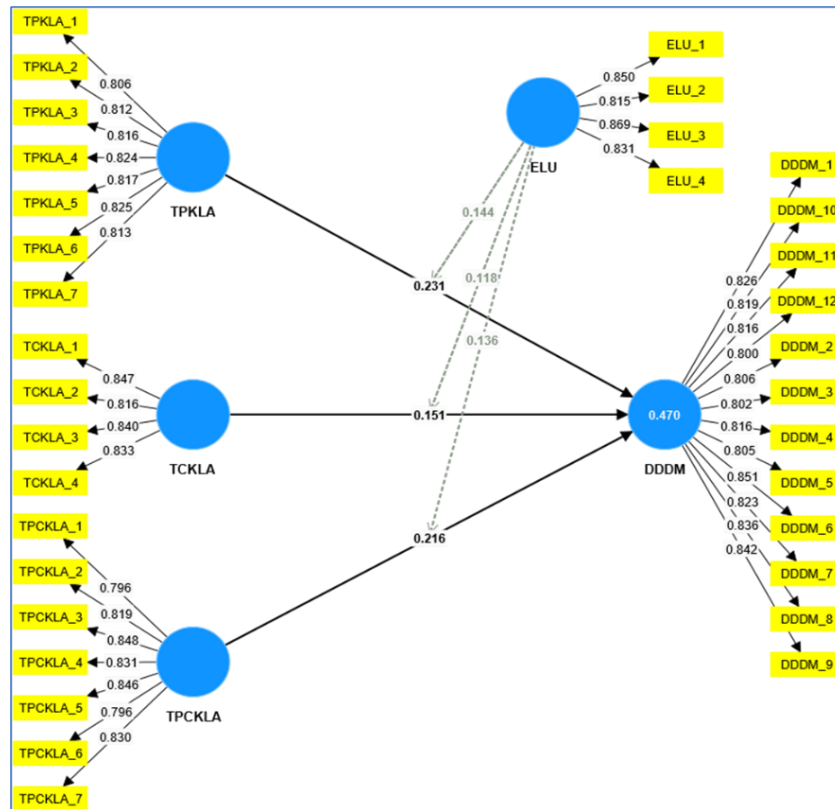 TPKLA_1
TPKLA_2
TPKLA_3
TPKLA_4
TPKLA_5
TPKLA_6
TPKLA_7
0.806
0.812
0.816
0.824
0.817
0.825
0.813
TPKLA
ELU_1
ELU_2
ELU_3
ELU_4
0.850
0.815
0.869
0.831
ELU
0.144
0.118
0.136
0.231
0.151
0.216
TCKLA_1
TCKLA_2
TCKLA_3
TCKLA_4
0.847
0.816
0.840
0.833
TCKLA
TPCKLA_1
TPCKLA_2
TPCKLA_3
TPCKLA_4
TPCKLA_5
TPCKLA_6
TPCKLA_7
0.796
0.819
0.848
0.831
0.846
0.796
0.830
TPCKLA
0.470
DDDM
0.826
0.819
0.816
0.800
0.806
0.802
0.816
0.805
0.851
0.823
0.836
0.842
DDDM_1
DDDM_10
DDDM_11
DDDM_12
DDDM_2
DDDM_3
DDDM_4
DDDM_5
DDDM_6
DDDM_7
DDDM_8
DDDM_9